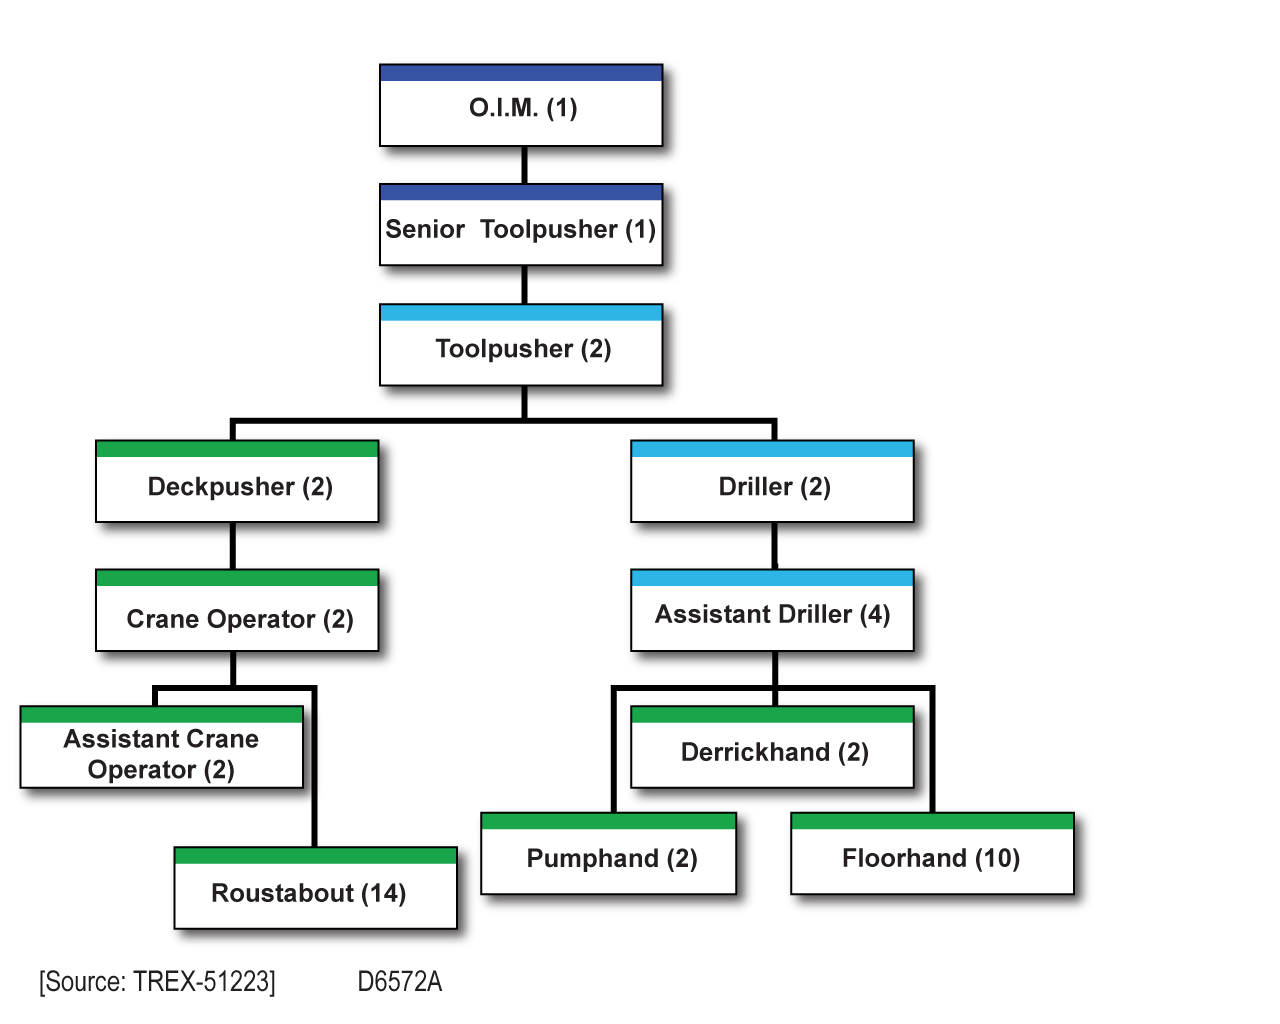 O.I.M. (1)
Senior Toolpusher (1)
Toolpusher (2)
Deckpusher (2)
Driller (2)
Crane Operator (2)
Assistant Driller (4)
Assistant Crane
Operator (2)
Derrickhand (2)
Pumphand (2)
Floorhand (10)
Roustabout (14)
[Source: TREX-51223] D6572A